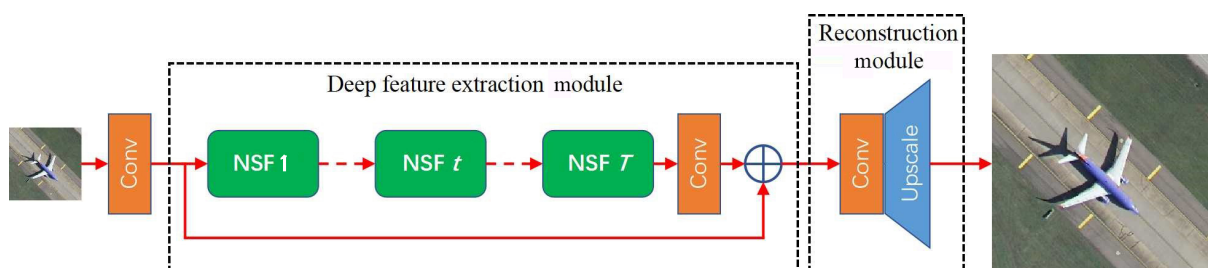 Reconstruction
module
Deep feature extraction module
Conv
NSF 1
NSF t
NSF T
Conv
Conv
Upscale